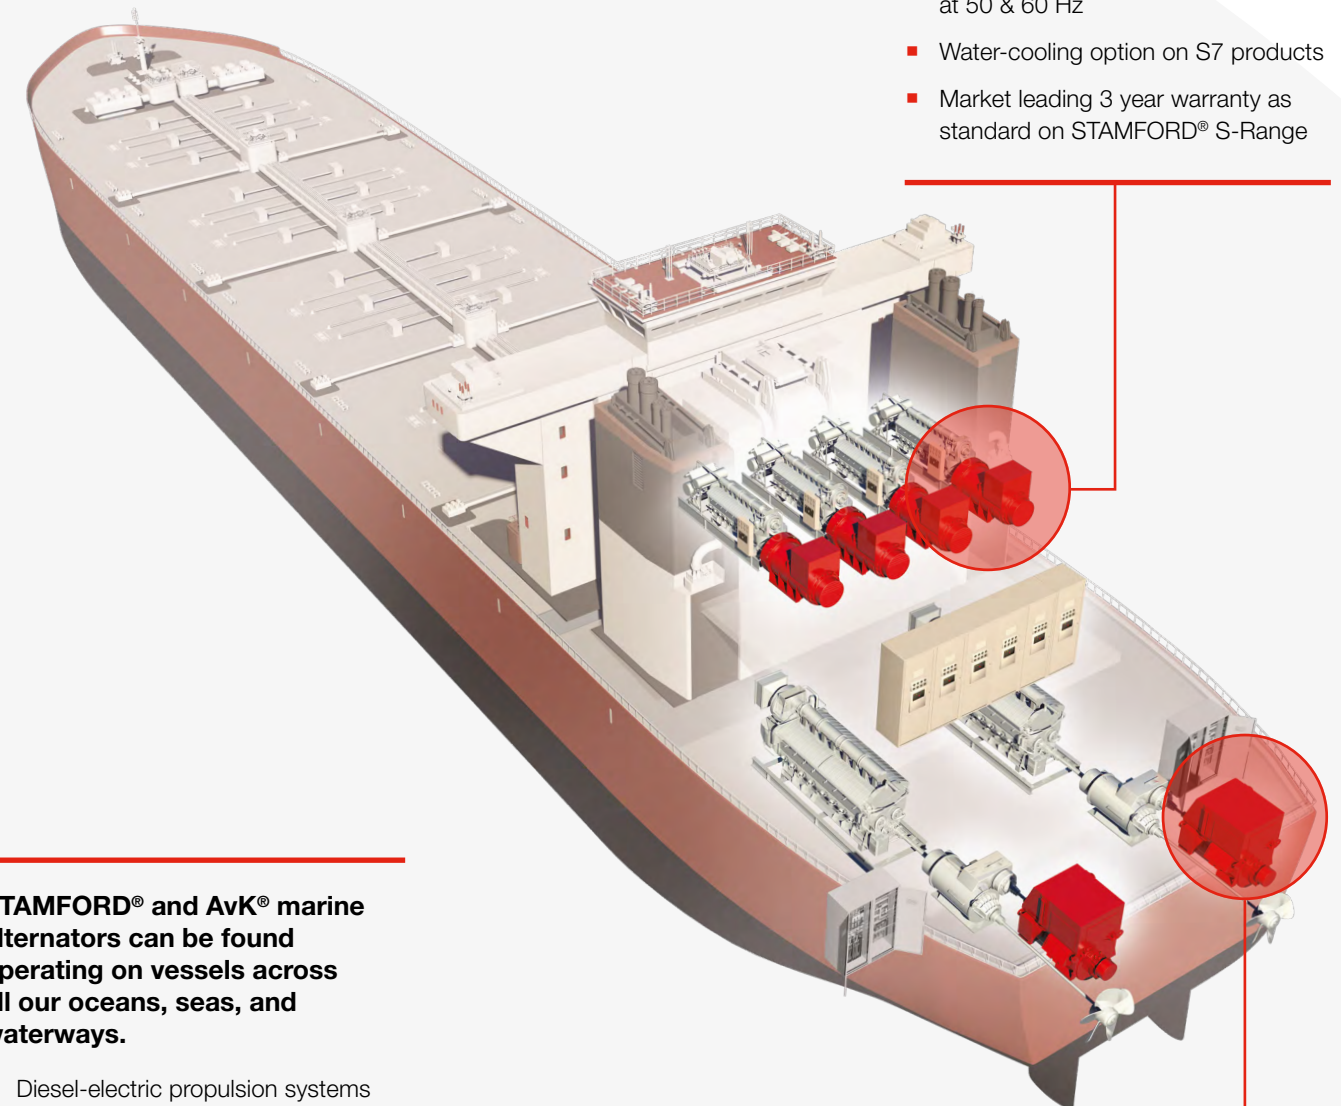 at 50 & 60 Hz
■ Water-cooling option on S7 products
■ Market leading 3 year warranty as
standard on STAMFORD® S-Range
TAMFORD® and AvK® marine
lternators can be found
perating on vessels across
ll our oceans, seas, and
vaterways.
Diesel-electric propulsion systems